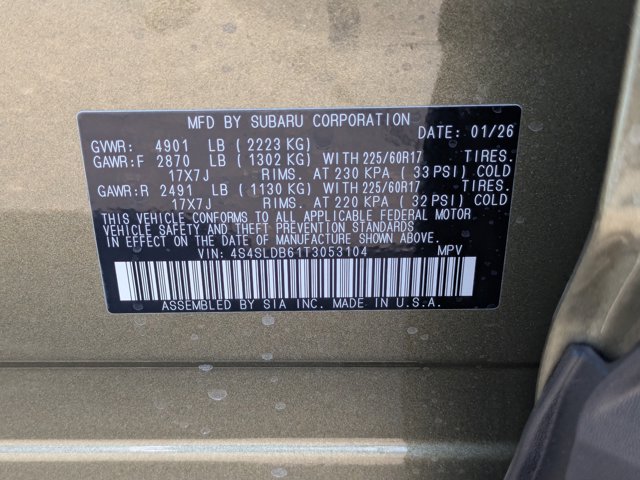 MFD BY SUBARU CORPORATION
DATE: 01/26
GVWR: 4901 LB (2223 KG)
GAWR:F 2870 LB (1302 KG) WITH 225/60R17 TIRES.
17X7J RIMS. AT 230 KPA (33 PSI) COLD
GAWR:R 2491 LB (1130 KG) WITH 225/60R17 TIRES.
17X7J RIMS. AT 220 KPA (32 PSI) COLD
THIS VEHICLE CONFORMS TO ALL APPLICABLE FEDERAL MOTOR
VEHICLE SAFETY AND THEFT PREVENTION STANDARDS
IN EFFECT ON THE DATE OF MANUFACTURE SHOWN ABOVE.
VIN: 4S4SLDB61T3053104 MPV
ASSEMBLED BY SIA INC. MADE IN U.S.A.